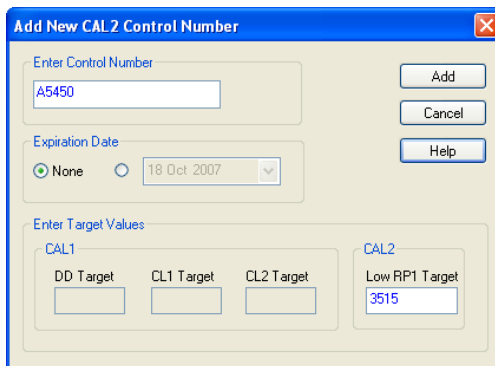 Add New CAL2 Control Number
Enter Control Number
A5450
Add
Cancel
Help
Expiration Date
None
18 Oct 2007
Enter Target Values
CAL1
DD Target CL1 Target CL2 Target
CAL2
Low RP1 Target
3515